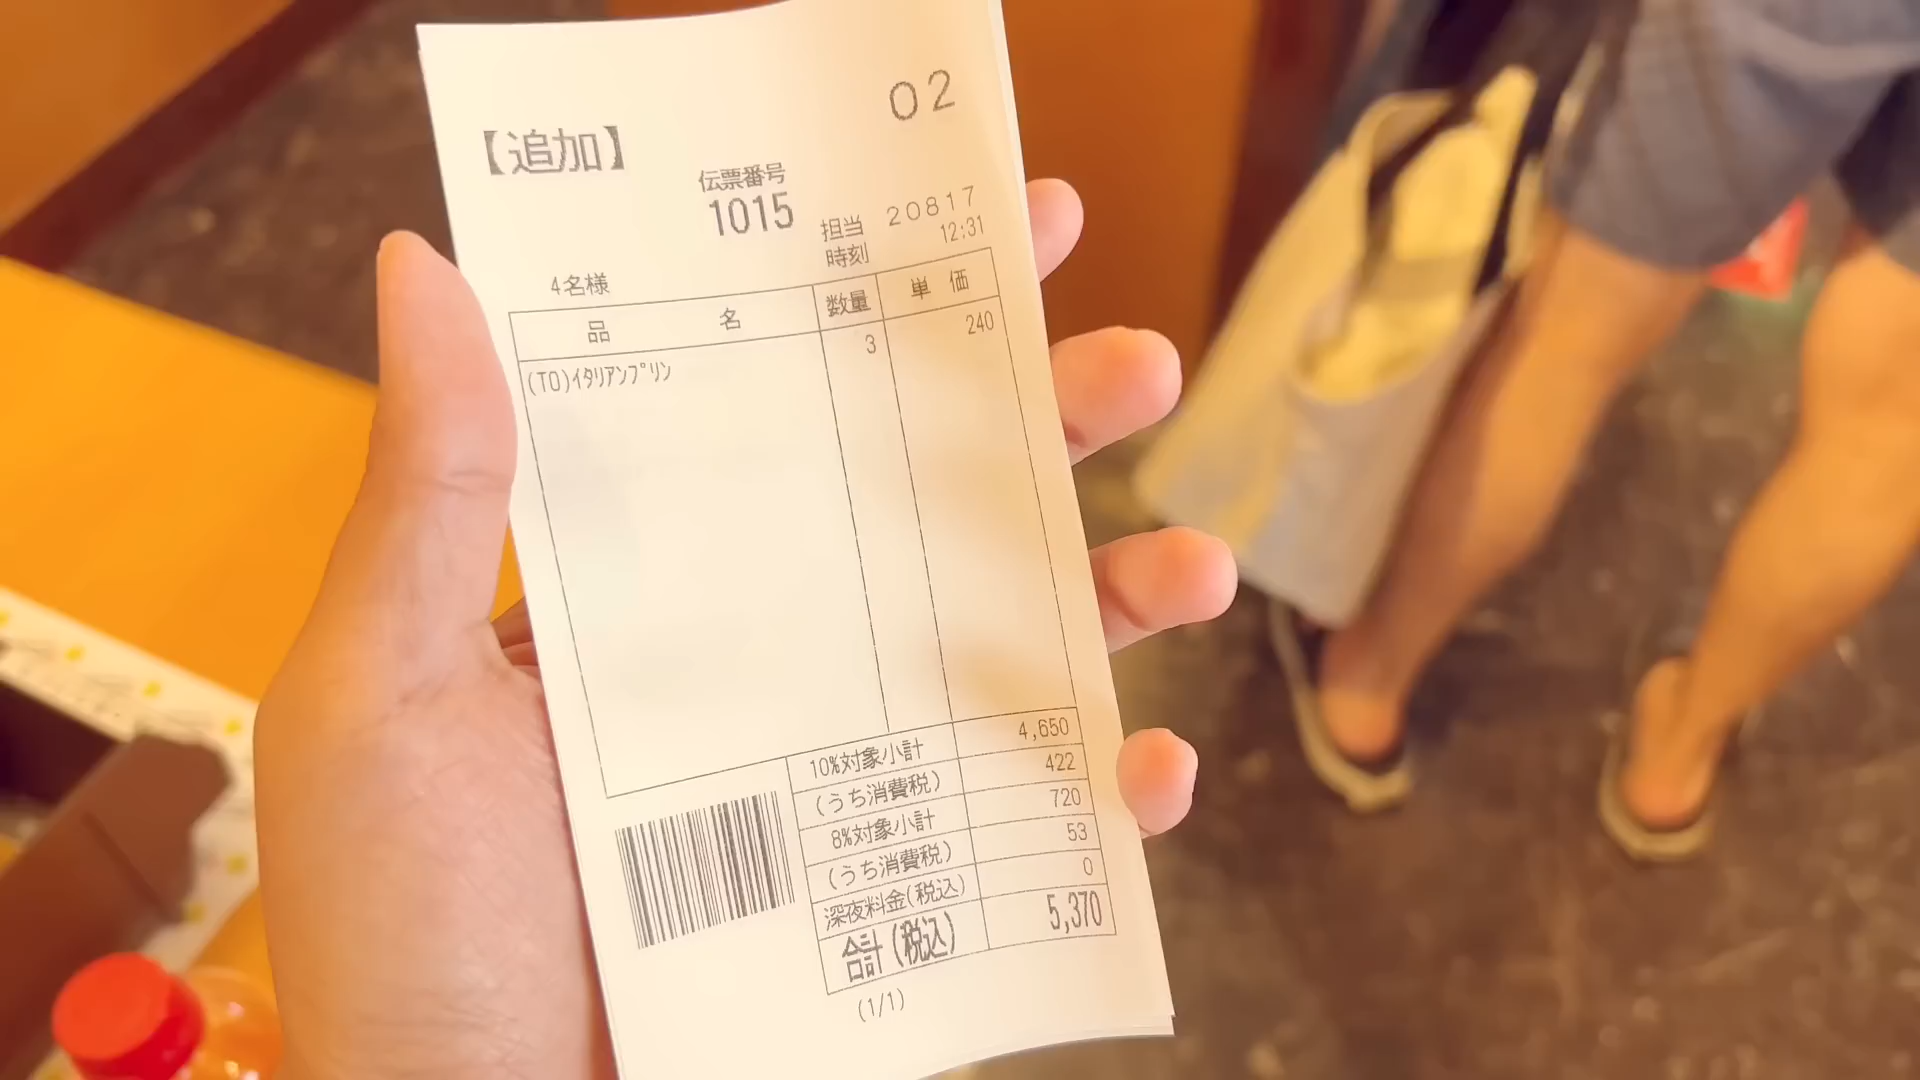 02
【追加】
伝票番号
1015
担当 20817
時刻 12:31
4名様
品名 数量 単価
(TO)ｲﾀﾘｱﾝﾌﾟﾘﾝ 3 240
10%対象小計 4,650
(うち消費税) 422
8%対象小計 720
(うち消費税) 53
深夜料金(税込) 0
合計(税込) 5,370
(1/1)